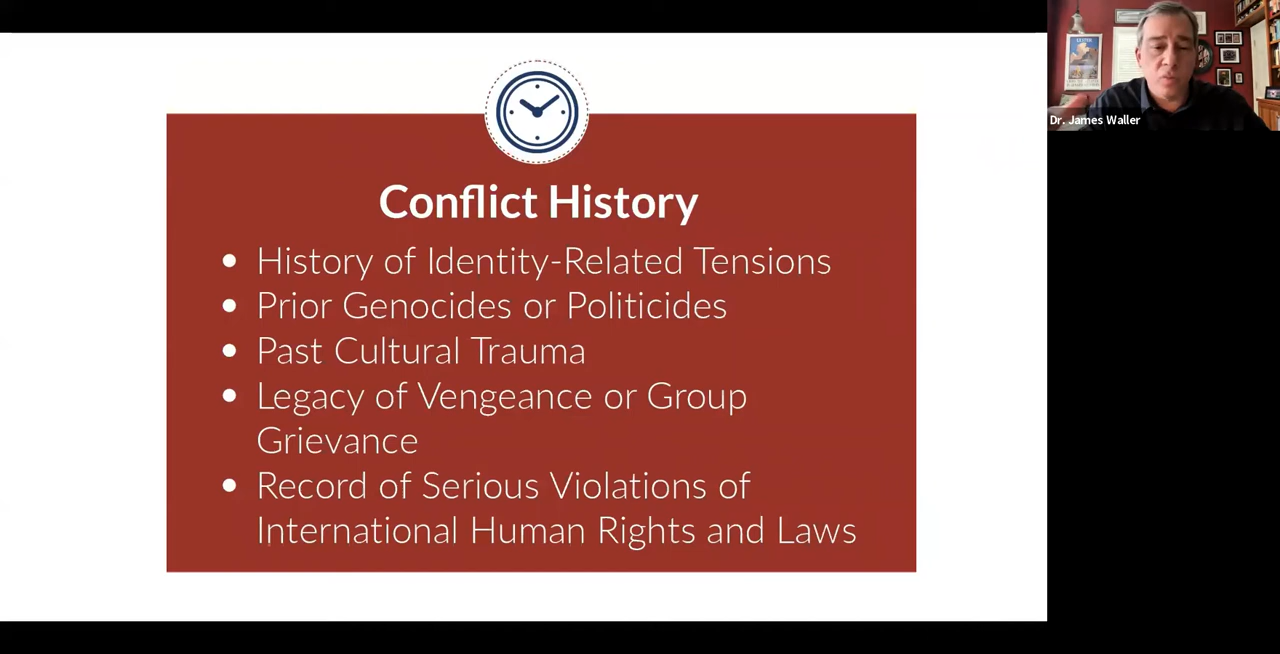 Conflict History
• History of Identity-Related Tensions
• Prior Genocides or Politicides
• Past Cultural Trauma
• Legacy of Vengeance or Group
Grievance
• Record of Serious Violations of
International Human Rights and Laws
Dr. James Waller